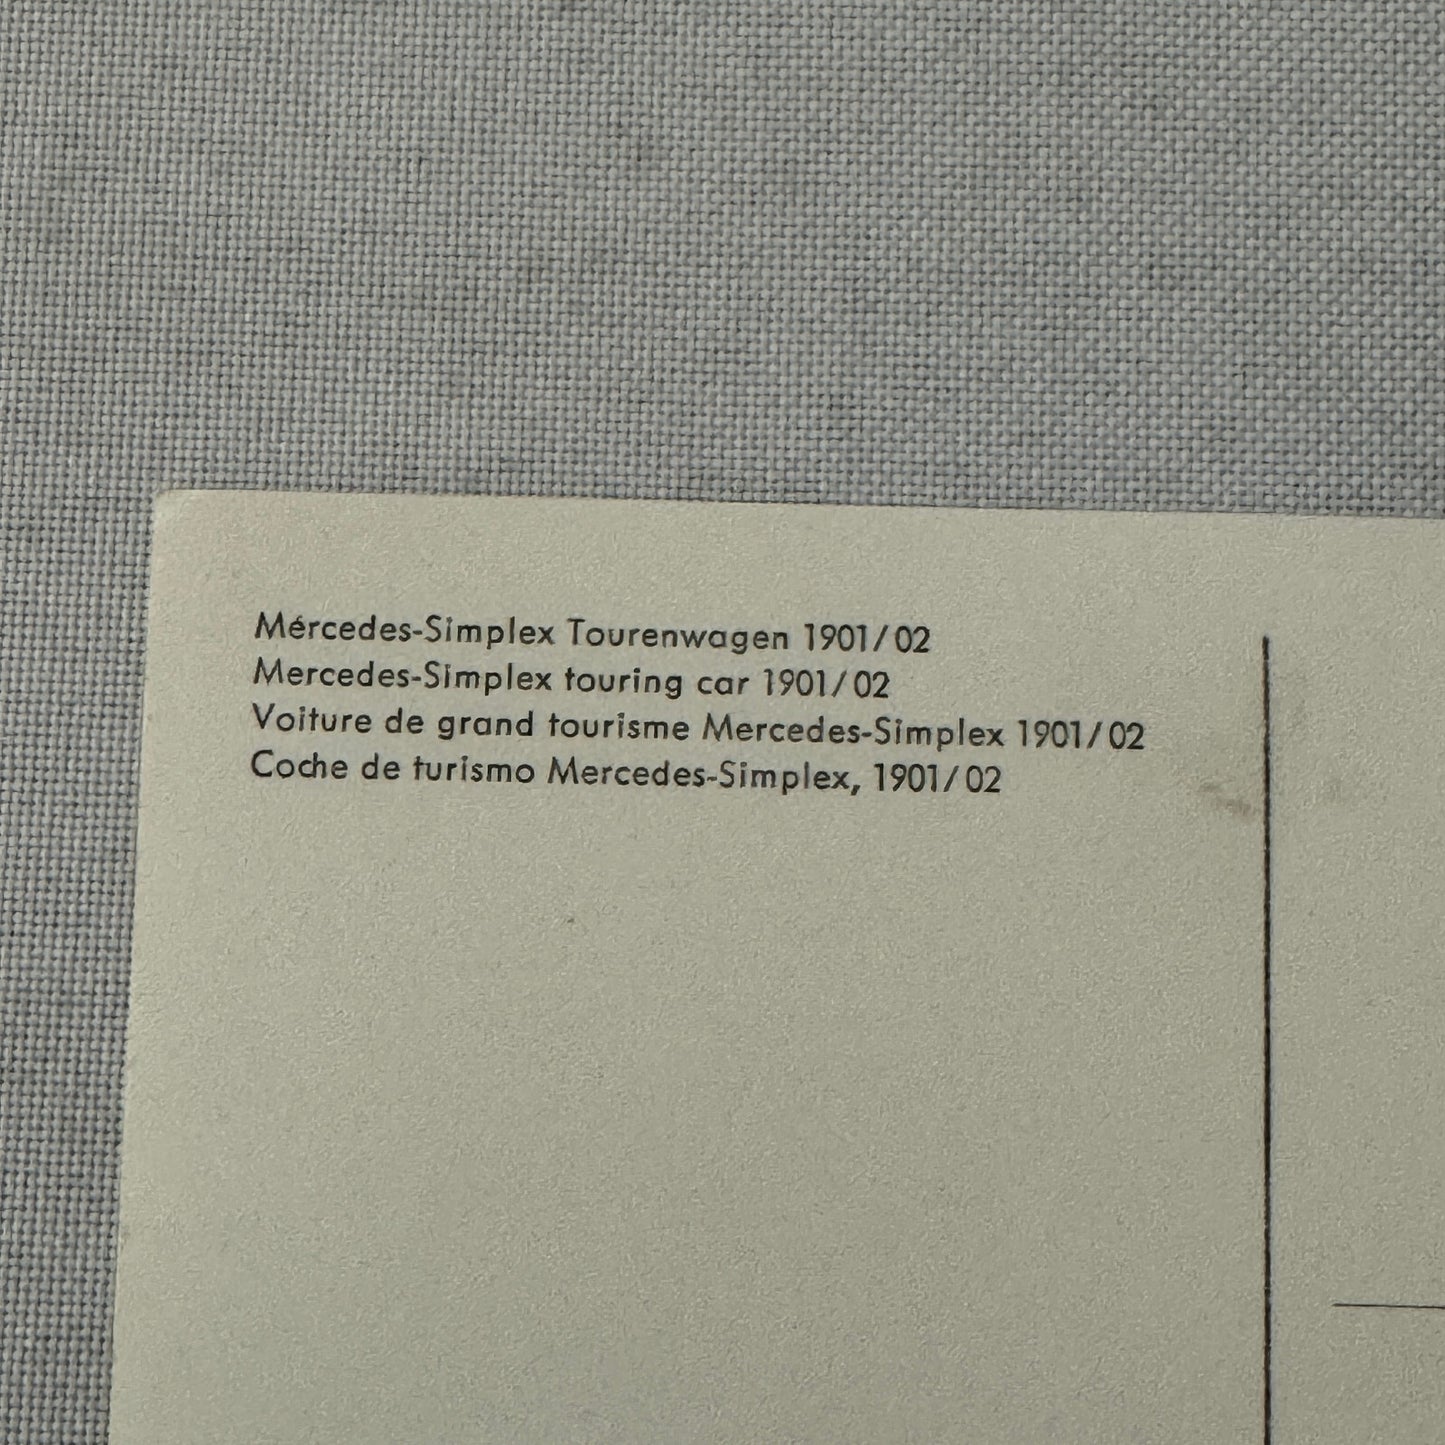 Mercedes-Simplex Tourenwagen 1901/02
Mercedes-Simplex touring car 1901/02
Voiture de grand tourisme Mercedes-Simplex 1901/02
Coche de turismo Mercedes-Simplex, 1901/02